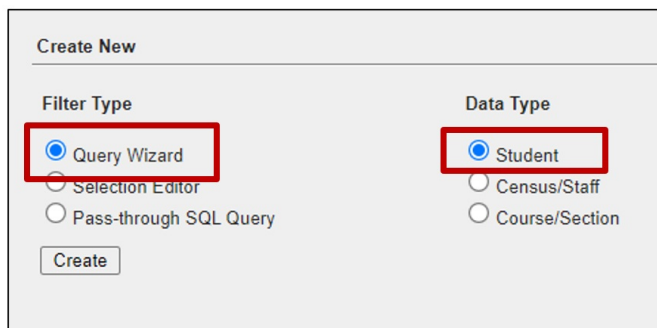 Create New
Filter Type
Query Wizard
Selection Editor
Pass-through SQL Query
Create
Data Type
Student
Census/Staff
Course/Section